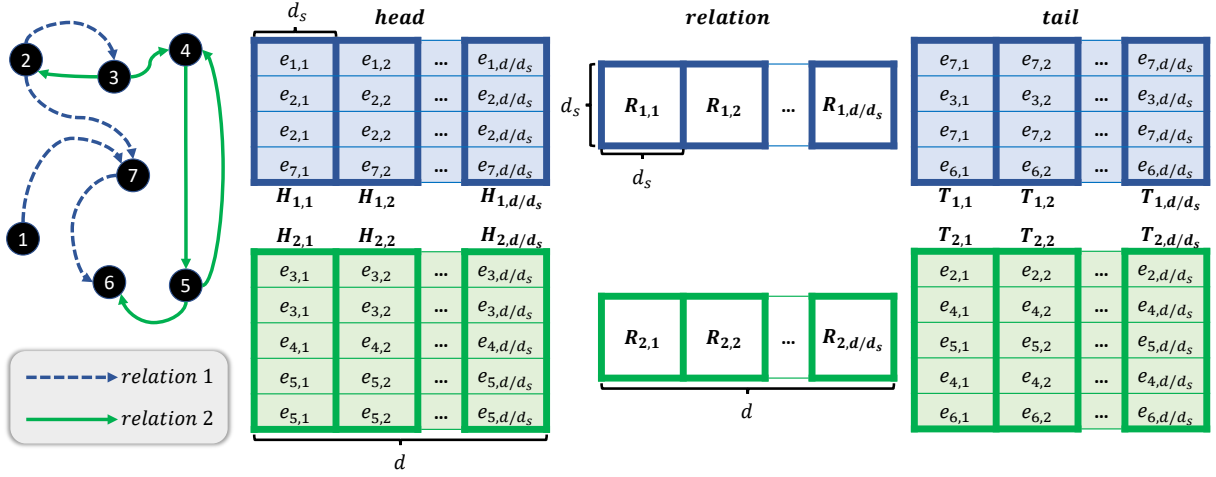 2
3
4
7
1
6
5
relation 1
relation 2
head
d_s
e_{1,1} e_{1,2} ... e_{1,d/d_s}
e_{2,1} e_{2,2} ... e_{2,d/d_s}
e_{2,1} e_{2,2} ... e_{2,d/d_s}
e_{7,1} e_{7,2} ... e_{7,d/d_s}
H_{1,1} H_{1,2} H_{1,d/d_s}
H_{2,1} H_{2,2} H_{2,d/d_s}
e_{3,1} e_{3,2} ... e_{3,d/d_s}
e_{3,1} e_{3,2} ... e_{3,d/d_s}
e_{4,1} e_{4,2} ... e_{4,d/d_s}
e_{5,1} e_{5,2} ... e_{5,d/d_s}
e_{5,1} e_{5,2} ... e_{5,d/d_s}
d
relation
d_s
R_{1,1} R_{1,2} ... R_{1,d/d_s}
d_s
R_{2,1} R_{2,2} ... R_{2,d/d_s}
d
tail
e_{7,1} e_{7,2} ... e_{7,d/d_s}
e_{3,1} e_{3,2} ... e_{3,d/d_s}
e_{7,1} e_{7,2} ... e_{7,d/d_s}
e_{6,1} e_{6,2} ... e_{6,d/d_s}
T_{1,1} T_{1,2} T_{1,d/d_s}
T_{2,1} T_{2,2} T_{2,d/d_s}
e_{2,1} e_{2,2} ... e_{2,d/d_s}
e_{4,1} e_{4,2} ... e_{4,d/d_s}
e_{5,1} e_{5,2} ... e_{5,d/d_s}
e_{4,1} e_{4,2} ... e_{4,d/d_s}
e_{6,1} e_{6,2} ... e_{6,d/d_s}